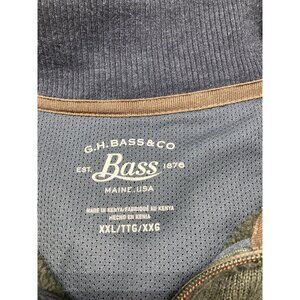 G.H. BASS & CO
EST. Bass 1876
MAINE, USA
MADE IN KENYA/FABRIQUÉ AU KENYA
HECHO EN KENIA
XXL/TTG/XXG